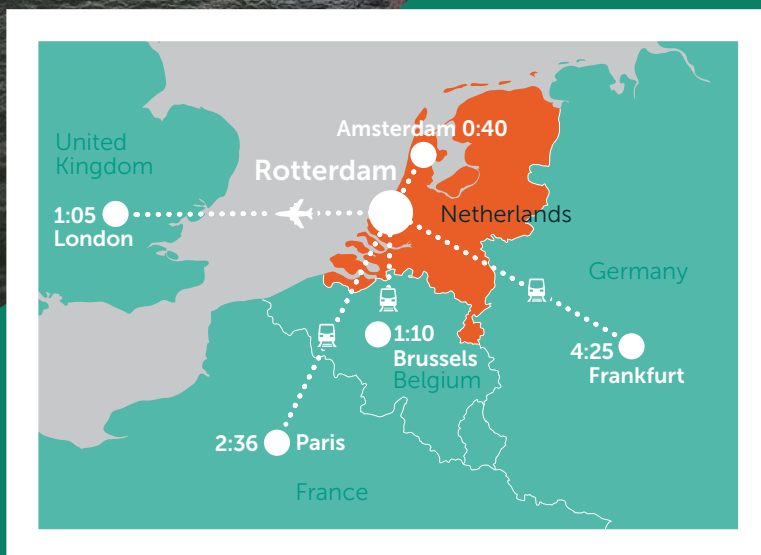 Amsterdam 0:40
United
Kingdom
Rotterdam
1:05
London
Netherlands
Germany
1:10
Brussels
Belgium
4:25
Frankfurt
2:36 Paris
France